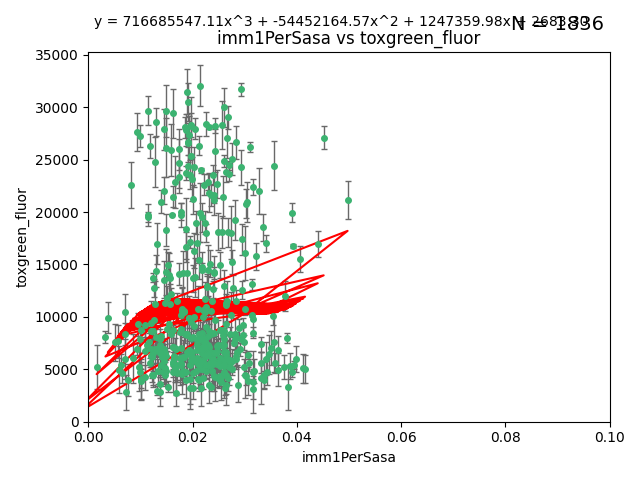 y = 716685547.11x^3 + -54452164.57x^2 + 1247359.98x +
N = 1836
imm1PerSasa vs toxgreen_fluor
35000
30000
25000
20000
15000
10000
5000
0
toxgreen_fluor
0.00 0.02 0.04 0.06 0.08 0.10
imm1PerSasa